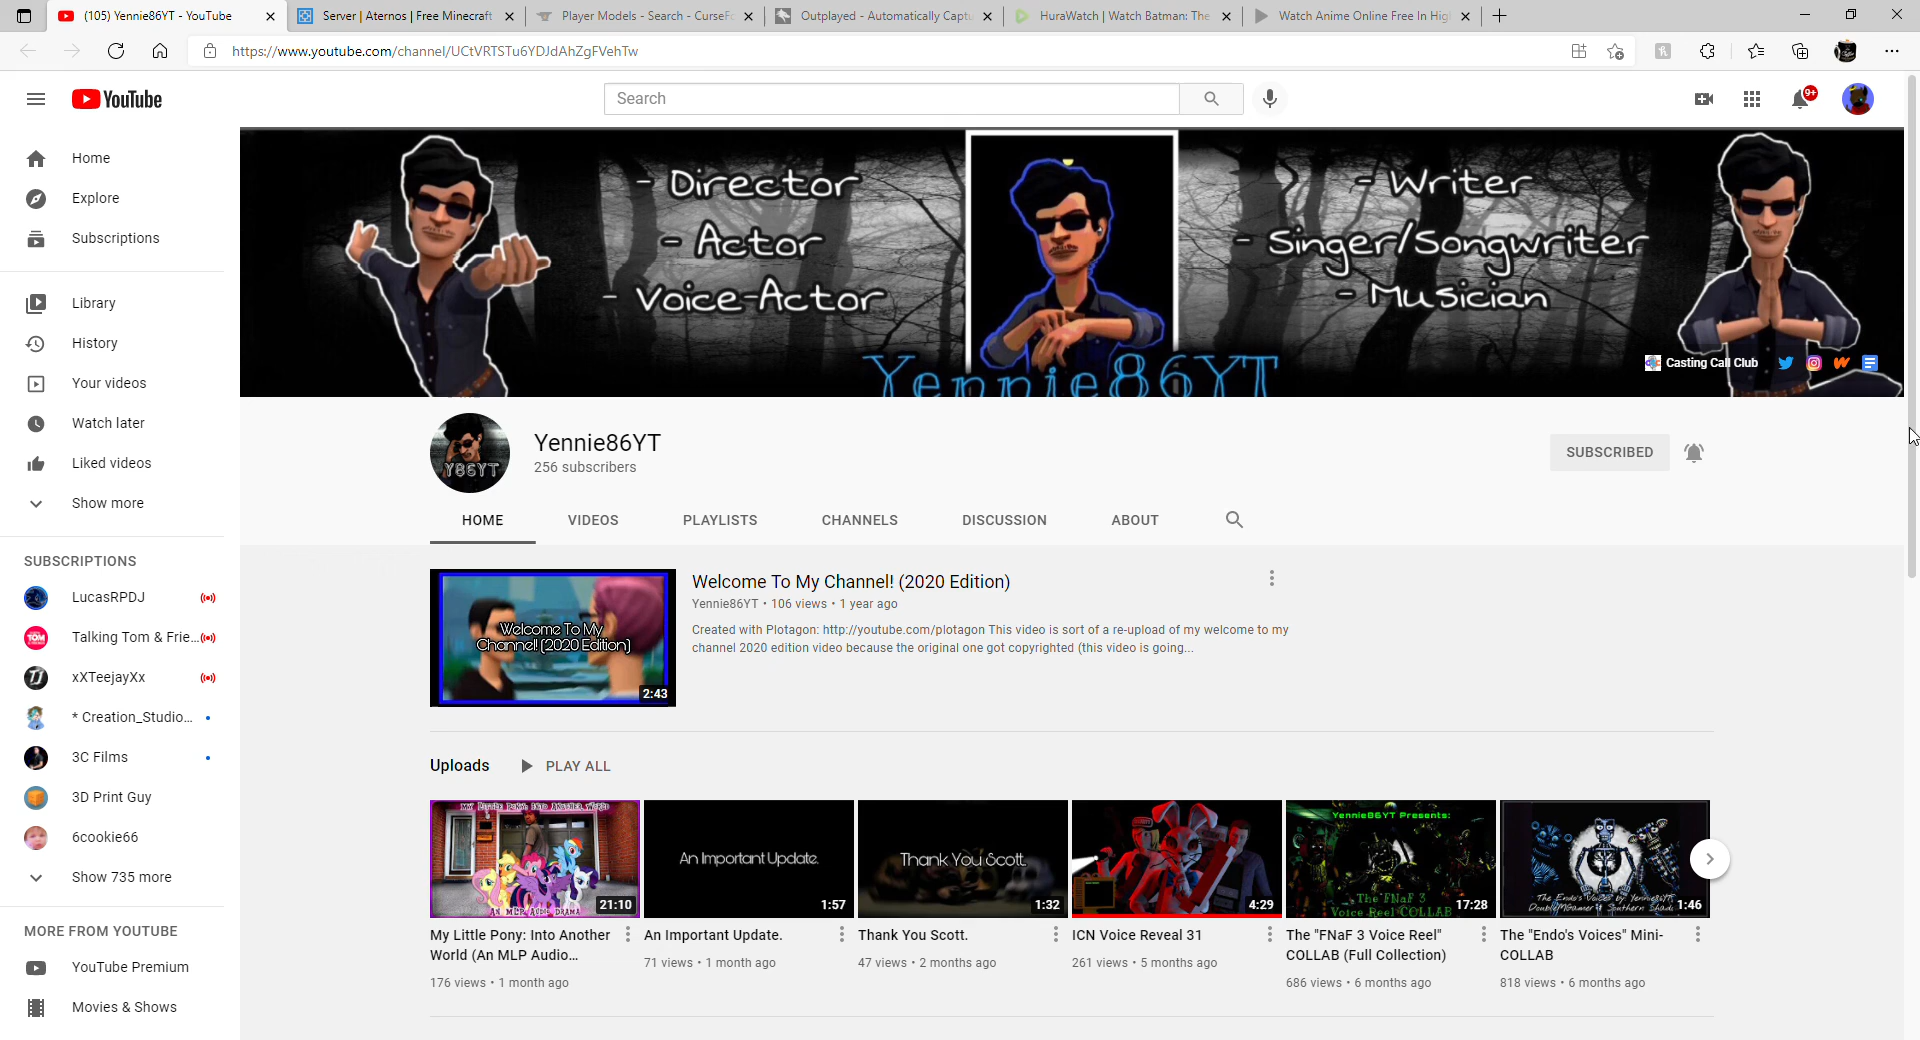 (105) Yennie86YT - YouTube
Server | Aternos | Free Minecraft
Player Models - Search - CurseFo
Outplayed - Automatically Captu
HuraWatch | Watch Batman: The
Watch Anime Online Free In Hig
https://www.youtube.com/channel/UCtVRTSTu6YDJdAhZgFVehTw
YouTube
Search
9+
Home
Explore
Subscriptions
Library
History
Your videos
Watch later
Liked videos
Show more
SUBSCRIPTIONS
LucasRPDJ
Talking Tom & Frie...
xXTeejayXx
* Creation_Studio...
3C Films
3D Print Guy
6cookie66
Show 735 more
MORE FROM YOUTUBE
YouTube Premium
Movies & Shows
- Director
- Actor
- Voice-Actor
- Writer
- Singer/Songwriter
- Musician
Yennie86YT
Casting Call Club
Y86YT
Yennie86YT
256 subscribers
SUBSCRIBED
HOME
VIDEOS
PLAYLISTS
CHANNELS
DISCUSSION
ABOUT
Welcome To My
Channel! (2020 Edition)
2:43
Welcome To My Channel! (2020 Edition)
Yennie86YT • 106 views • 1 year ago
Created with Plotagon: http://youtube.com/plotagon This video is sort of a re-upload of my welcome to my
channel 2020 edition video because the original one got copyrighted (this video is going...
Uploads
PLAY ALL
MY LITTLE PONY: INTO ANOTHER WORLD
AN MLP AUDIO DRAMA
21:10
My Little Pony: Into Another
World (An MLP Audio...
176 views • 1 month ago
An Important Update.
1:57
An Important Update.
71 views • 1 month ago
Thank You Scott.
1:32
Thank You Scott.
47 views • 2 months ago
4:29
ICN Voice Reveal 31
261 views • 5 months ago
Yennie86YT Presents:
The "FNaF 3
Voice Reel" COLLAB
17:28
The "FNaF 3 Voice Reel"
COLLAB (Full Collection)
686 views • 6 months ago
The Endo's Voices by Yennie86YT,
DoubleMGamer & Southern Shade
1:46
The "Endo's Voices" Mini-
COLLAB
818 views • 6 months ago